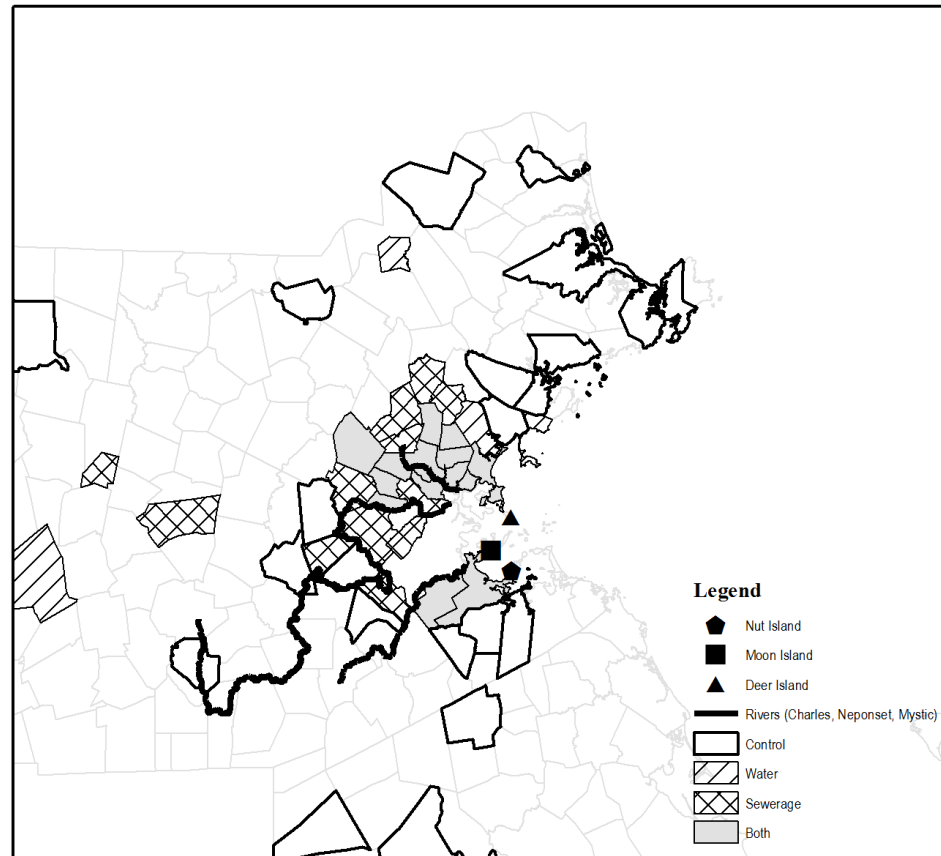 Legend
Nut Island
Moon Island
Deer Island
Rivers (Charles, Neponset, Mystic)
Control
Water
Sewerage
Both